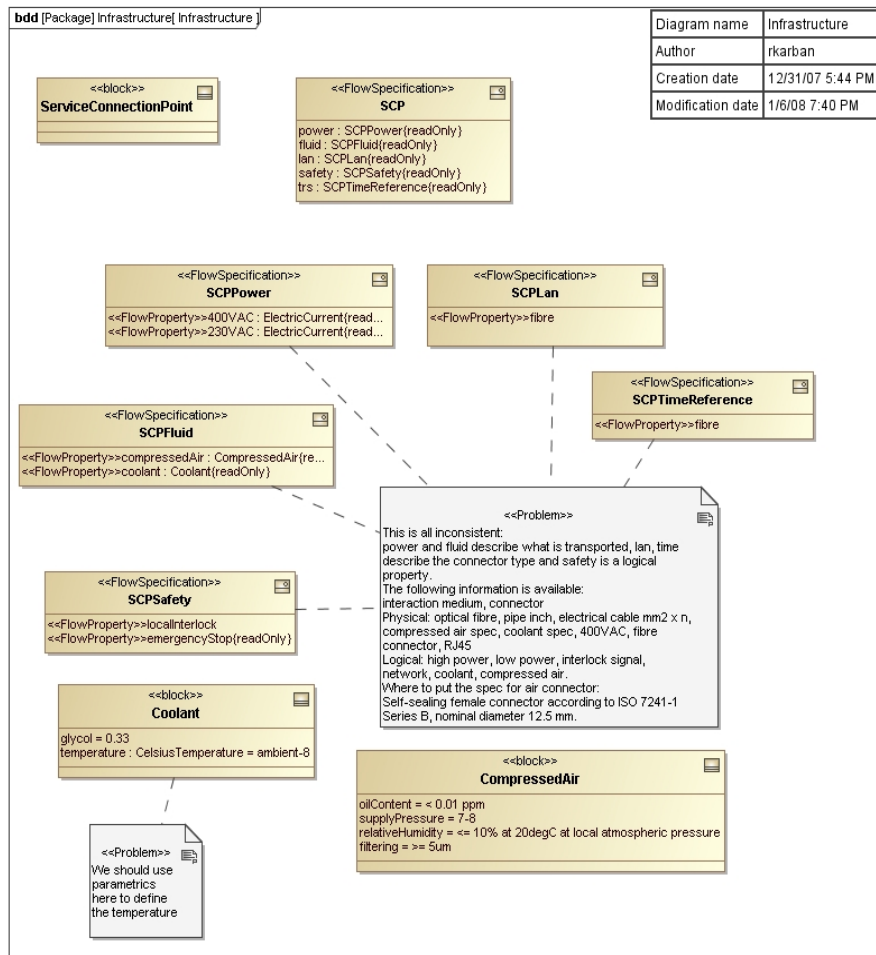 bdd [Package] Infrastructure[ Infrastructure ]
Diagram name Infrastructure
Author rkarban
Creation date 12/31/07 5:44 PM
Modification date 1/6/08 7:40 PM
<<block>>
ServiceConnectionPoint
<<FlowSpecification>>
SCP
power : SCPPower{readOnly}
fluid : SCPFluid{readOnly}
lan : SCPLan{readOnly}
safety : SCPSafety{readOnly}
trs : SCPTimeReference{readOnly}
<<FlowSpecification>>
SCPPower
<<FlowProperty>>400VAC : ElectricCurrent{read...
<<FlowProperty>>230VAC : ElectricCurrent{read...
<<FlowSpecification>>
SCPLan
<<FlowProperty>>fibre
<<FlowSpecification>>
SCPTimeReference
<<FlowProperty>>fibre
<<FlowSpecification>>
SCPFluid
<<FlowProperty>>compressedAir : CompressedAir{re...
<<FlowProperty>>coolant : Coolant{readOnly}
<<Problem>>
This is all inconsistent:
power and fluid describe what is transported, lan, time
describe the connector type and safety is a logical
property.
The following information is available:
interaction medium, connector
Physical: optical fibre, pipe inch, electrical cable mm2 x n,
compressed air spec, coolant spec, 400VAC, fibre
connector, RJ45
Logical: high power, low power, interlock signal,
network, coolant, compressed air.
Where to put the spec for air connector:
Self-sealing female connector according to ISO 7241-1
Series B, nominal diameter 12.5 mm.
<<FlowSpecification>>
SCPSafety
<<FlowProperty>>localInterlock
<<FlowProperty>>emergencyStop{readOnly}
<<block>>
Coolant
glycol = 0.33
temperature : CelsiusTemperature = ambient-8
<<block>>
CompressedAir
oilContent = < 0.01 ppm
supplyPressure = 7-8
relativeHumidity = <= 10% at 20degC at local atmospheric pressure
filtering = >= 5um
<<Problem>>
We should use
parametrics
here to define
the temperature